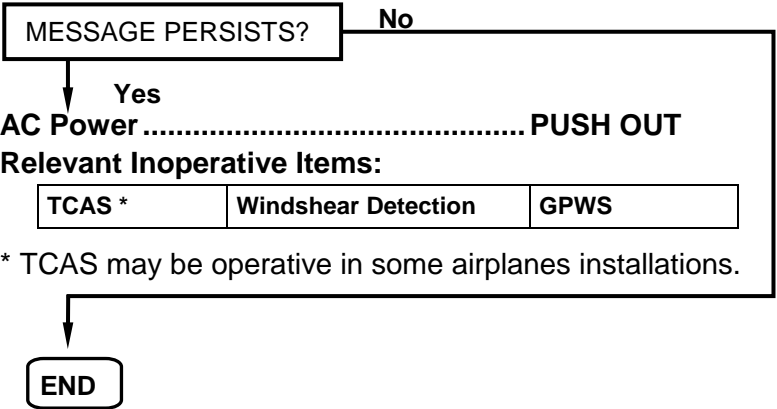 MESSAGE PERSISTS?
No
Yes
AC Power..............................................PUSH OUT
Relevant Inoperative Items:
TCAS * Windshear Detection GPWS
* TCAS may be operative in some airplanes installations.
END